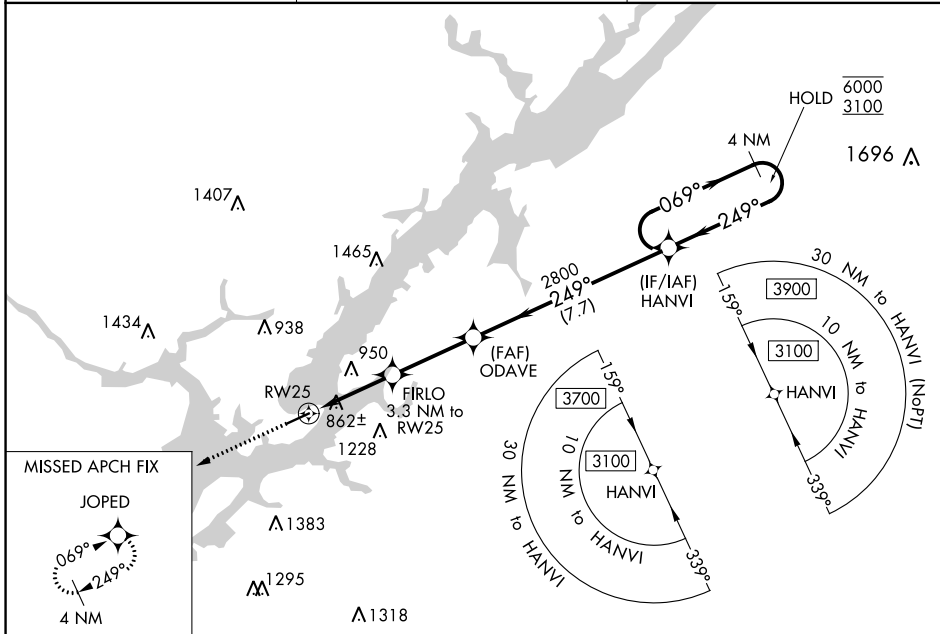 HOLD 6000
3100
4 NM
1696
069°
249°
1407
1465
2800
249°
(7.7)
(IF/IAF)
HANVI
1434
938
950
(FAF)
ODAVE
RW25
862±
FIRLO
3.3 NM to
RW25
1228
30 NM to HANVI (NoPT)
159°
3900
10 NM to HANVI
3100
HANVI
339°
159°
3700
30 NM to HANVI
10 NM to HANVI
3100
HANVI
339°
MISSED APCH FIX
JOPED
069°
249°
4 NM
1383
1295
1318